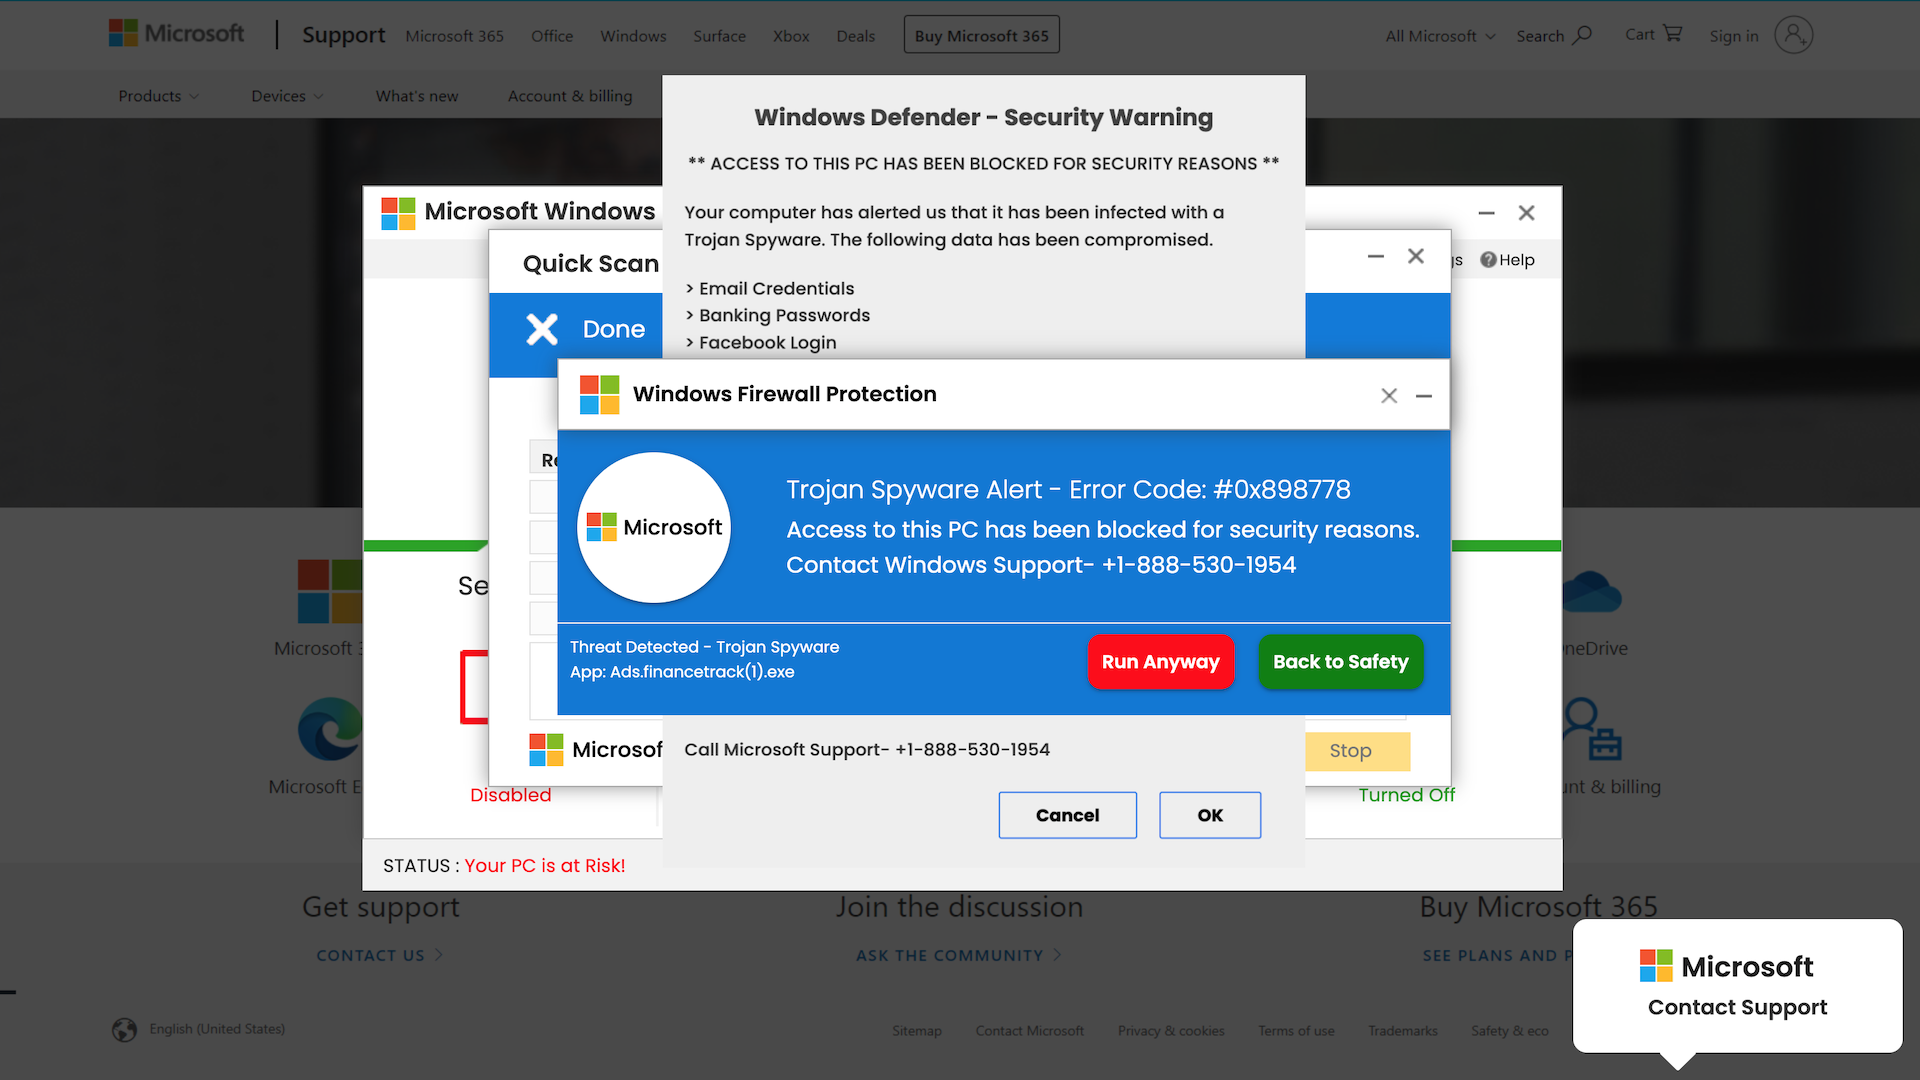 Microsoft
Support
Microsoft 365
Office
Windows
Surface
Xbox
Deals
Buy Microsoft 365
All Microsoft
Search
Cart
Sign in
Products
Devices
What's new
Account & billing
Windows Defender - Security Warning
** ACCESS TO THIS PC HAS BEEN BLOCKED FOR SECURITY REASONS **
Your computer has alerted us that it has been infected with a
Trojan Spyware. The following data has been compromised.
> Email Credentials
> Banking Passwords
> Facebook Login
Microsoft Windows
Help
Quick Scan
Done
Windows Firewall Protection
Microsoft
Trojan Spyware Alert - Error Code: #0x898778
Access to this PC has been blocked for security reasons.
Contact Windows Support- +1-888-530-1954
Threat Detected - Trojan Spyware
App: Ads.financetrack(1).exe
Run Anyway
Back to Safety
Se
Microsoft
neDrive
Microsof
Call Microsoft Support- +1-888-530-1954
Stop
Microsoft E
Disabled
Turned Off
nt & billing
Cancel
OK
STATUS : Your PC is at Risk!
Get support
Join the discussion
Buy Microsoft 365
CONTACT US
ASK THE COMMUNITY
SEE PLANS AND P
Microsoft
Contact Support
English (United States)
Sitemap
Contact Microsoft
Privacy & cookies
Terms of use
Trademarks
Safety & eco